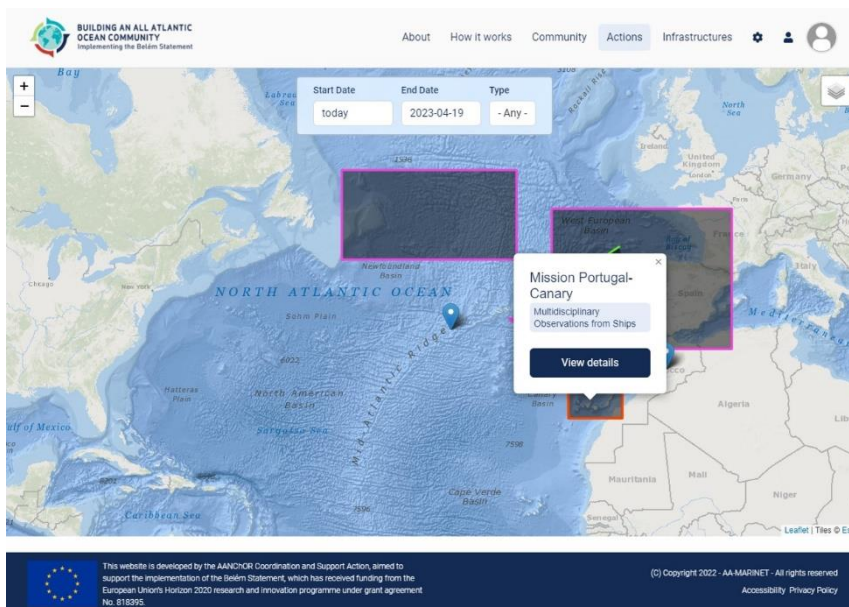 BUILDING AN ALL ATLANTIC
OCEAN COMMUNITY
Implementing the Belém Statement
About How it works Community Actions Infrastructures
+
−
Start Date End Date Type
today 2023-04-19 - Any -
Bay
Labrador
Sea
North
Sea
Ireland
United
Kingdom
London
Germany
Paris
West European
Basin
France
Newfoundland
Basin
Italy
Chicago
New York
NORTH ATLANTIC OCEAN
Spain
Sohm Plain
Mid-Atlantic Ridge
6022
Hatteras
Plain
North American
Basin
Canary
Basin
Algeria
Gulf of Mexico
Sargasso Sea
7598
Mauritania
Mali
Cape Verde
Basin
Niger
Caribbean Sea
Senegal
×
Mission Portugal-
Canary
Multidisciplinary
Observations from Ships
View details
Leaflet | Tiles © Es
This website is developed by the AANChOR Coordination
and Support Action, aimed to
support the implementation of the Belém Statement, which has received funding from the
European Union's Horizon 2020 research and innovation programme under grant agreement
No. 818395.
(C) Copyright 2022 - AA-MARINET - All rights reserved
Accessibility Privacy Policy